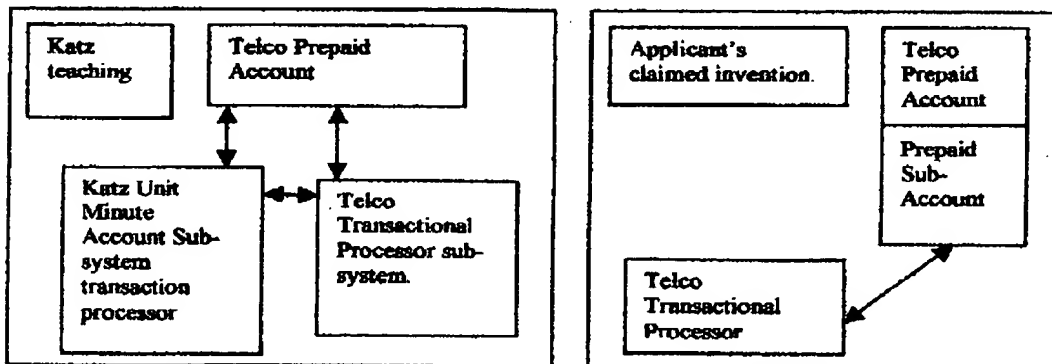 Katz
teaching
Telco Prepaid
Account
Katz Unit
Minute
Account Sub-
system
transaction
processor
Telco
Transactional
Processor sub-
system.
Applicant's
claimed invention.
Telco
Prepaid
Account
Prepaid
Sub-
Account
Telco
Transactional
Processor